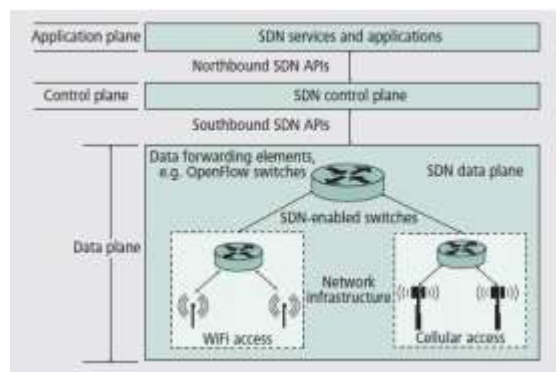 Application plane
SDN services and applications
Northbound SDN APIs
Control plane
SDN control plane
Southbound SDN APIs
Data forwarding elements,
e.g. OpenFlow switches
SDN data plane
SDN-enabled switches
Data plane
Network
infrastructure
WiFi access
Cellular access